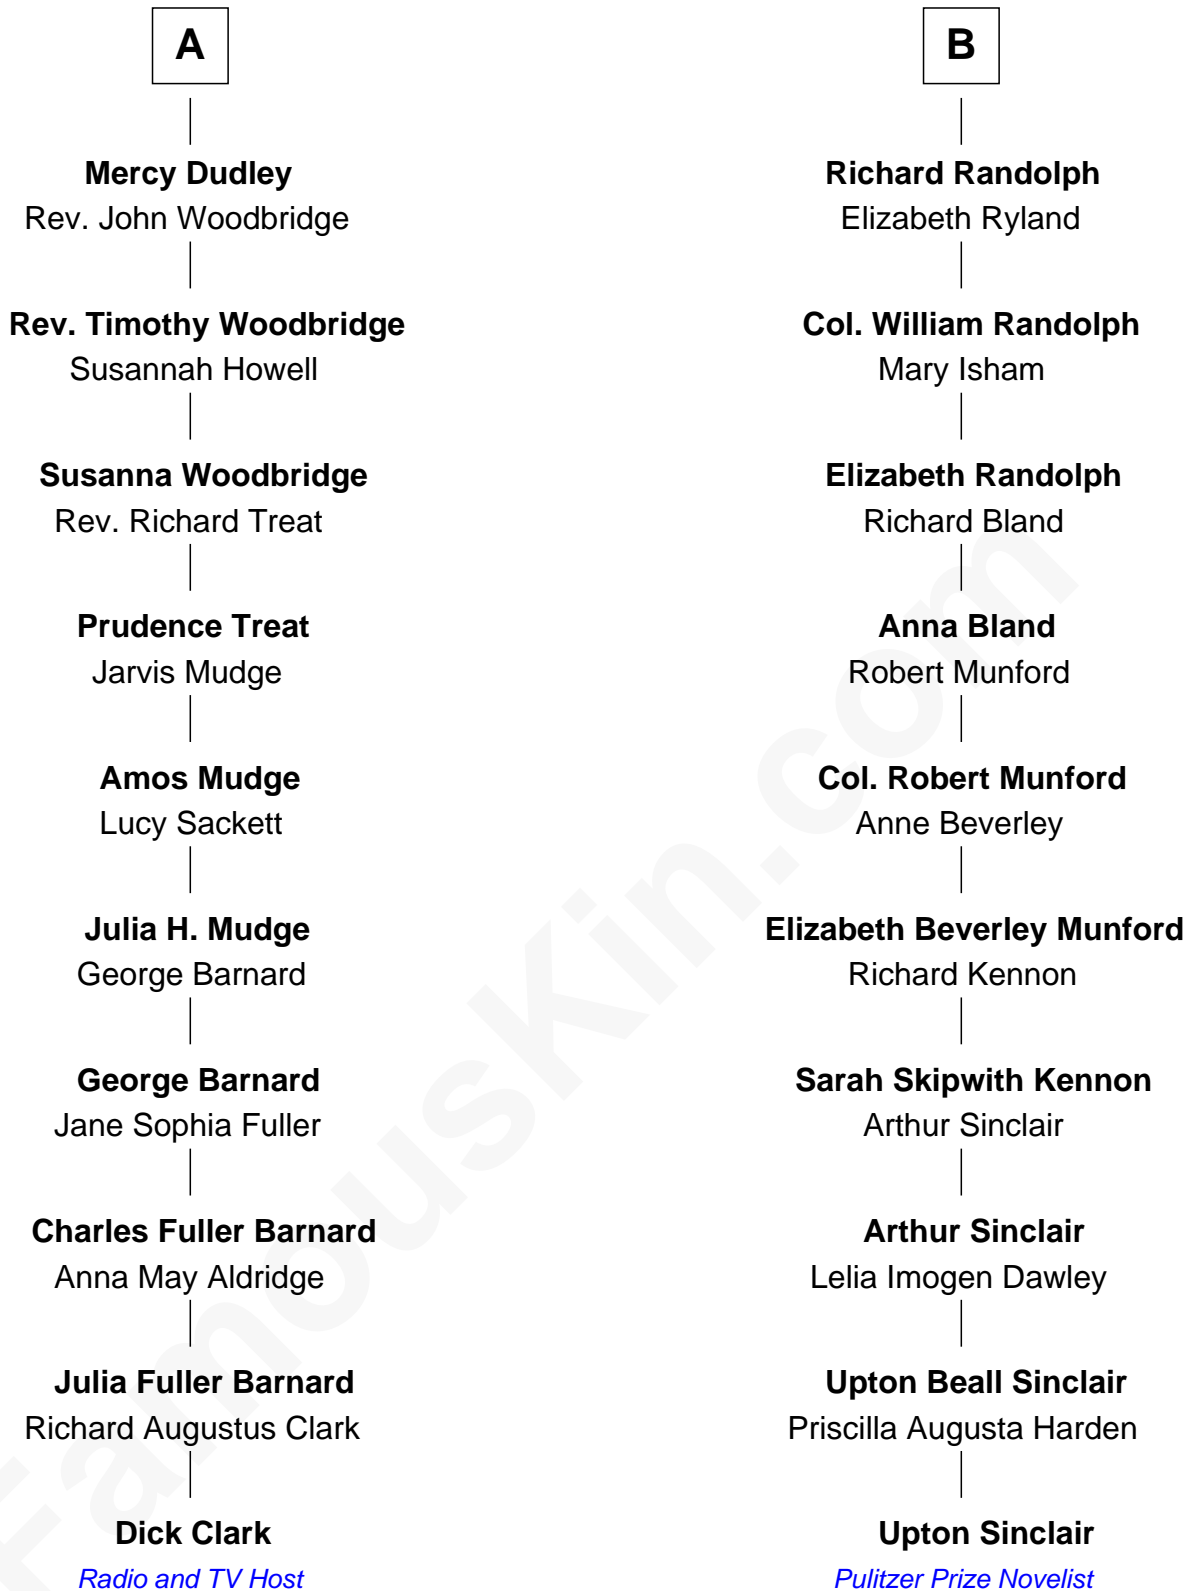 A
Mercy Dudley
Rev. John Woodbridge
Rev. Timothy Woodbridge
Susannah Howell
Susanna Woodbridge
Rev. Richard Treat
Prudence Treat
Jarvis Mudge
Amos Mudge
Lucy Sackett
Julia H. Mudge
George Barnard
George Barnard
Jane Sophia Fuller
Charles Fuller Barnard
Anna May Aldridge
Julia Fuller Barnard
Richard Augustus Clark
Dick Clark
Radio and TV Host
B
Richard Randolph
Elizabeth Ryland
Col. William Randolph
Mary Isham
Elizabeth Randolph
Richard Bland
Anna Bland
Robert Munford
Col. Robert Munford
Anne Beverley
Elizabeth Beverley Munford
Richard Kennon
Sarah Skipwith Kennon
Arthur Sinclair
Arthur Sinclair
Lelia Imogen Dawley
Upton Beall Sinclair
Priscilla Augusta Harden
Upton Sinclair
Pulitzer Prize Novelist
FamousKin.com